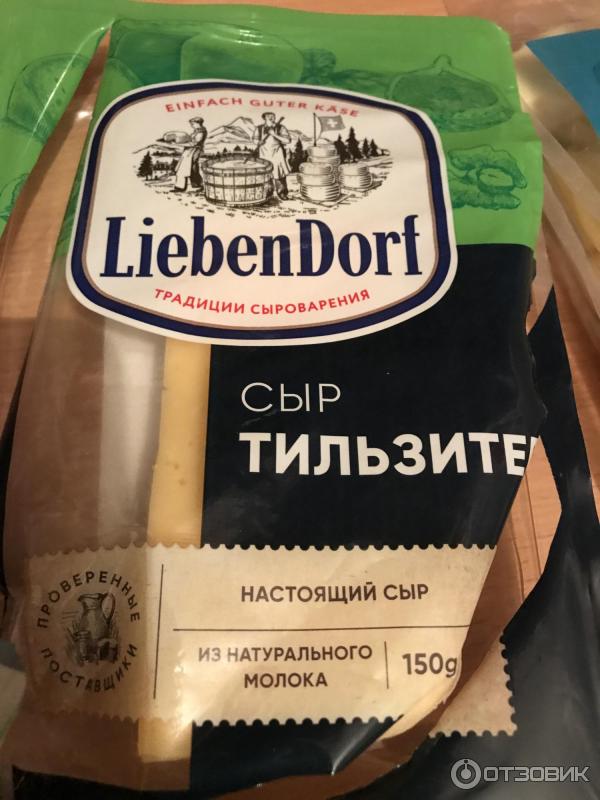 EINFACH GUTER KÄSE
LiebenDorf
ТРАДИЦИИ СЫРОВАРЕНИЯ
СЫР
ТИЛЬЗИТЕ
ПРОВЕРЕННЫЕ
ПОСТАВЩИКИ
НАСТОЯЩИЙ СЫР
ИЗ НАТУРАЛЬНОГО
МОЛОКА
150g
ОТЗОВИК